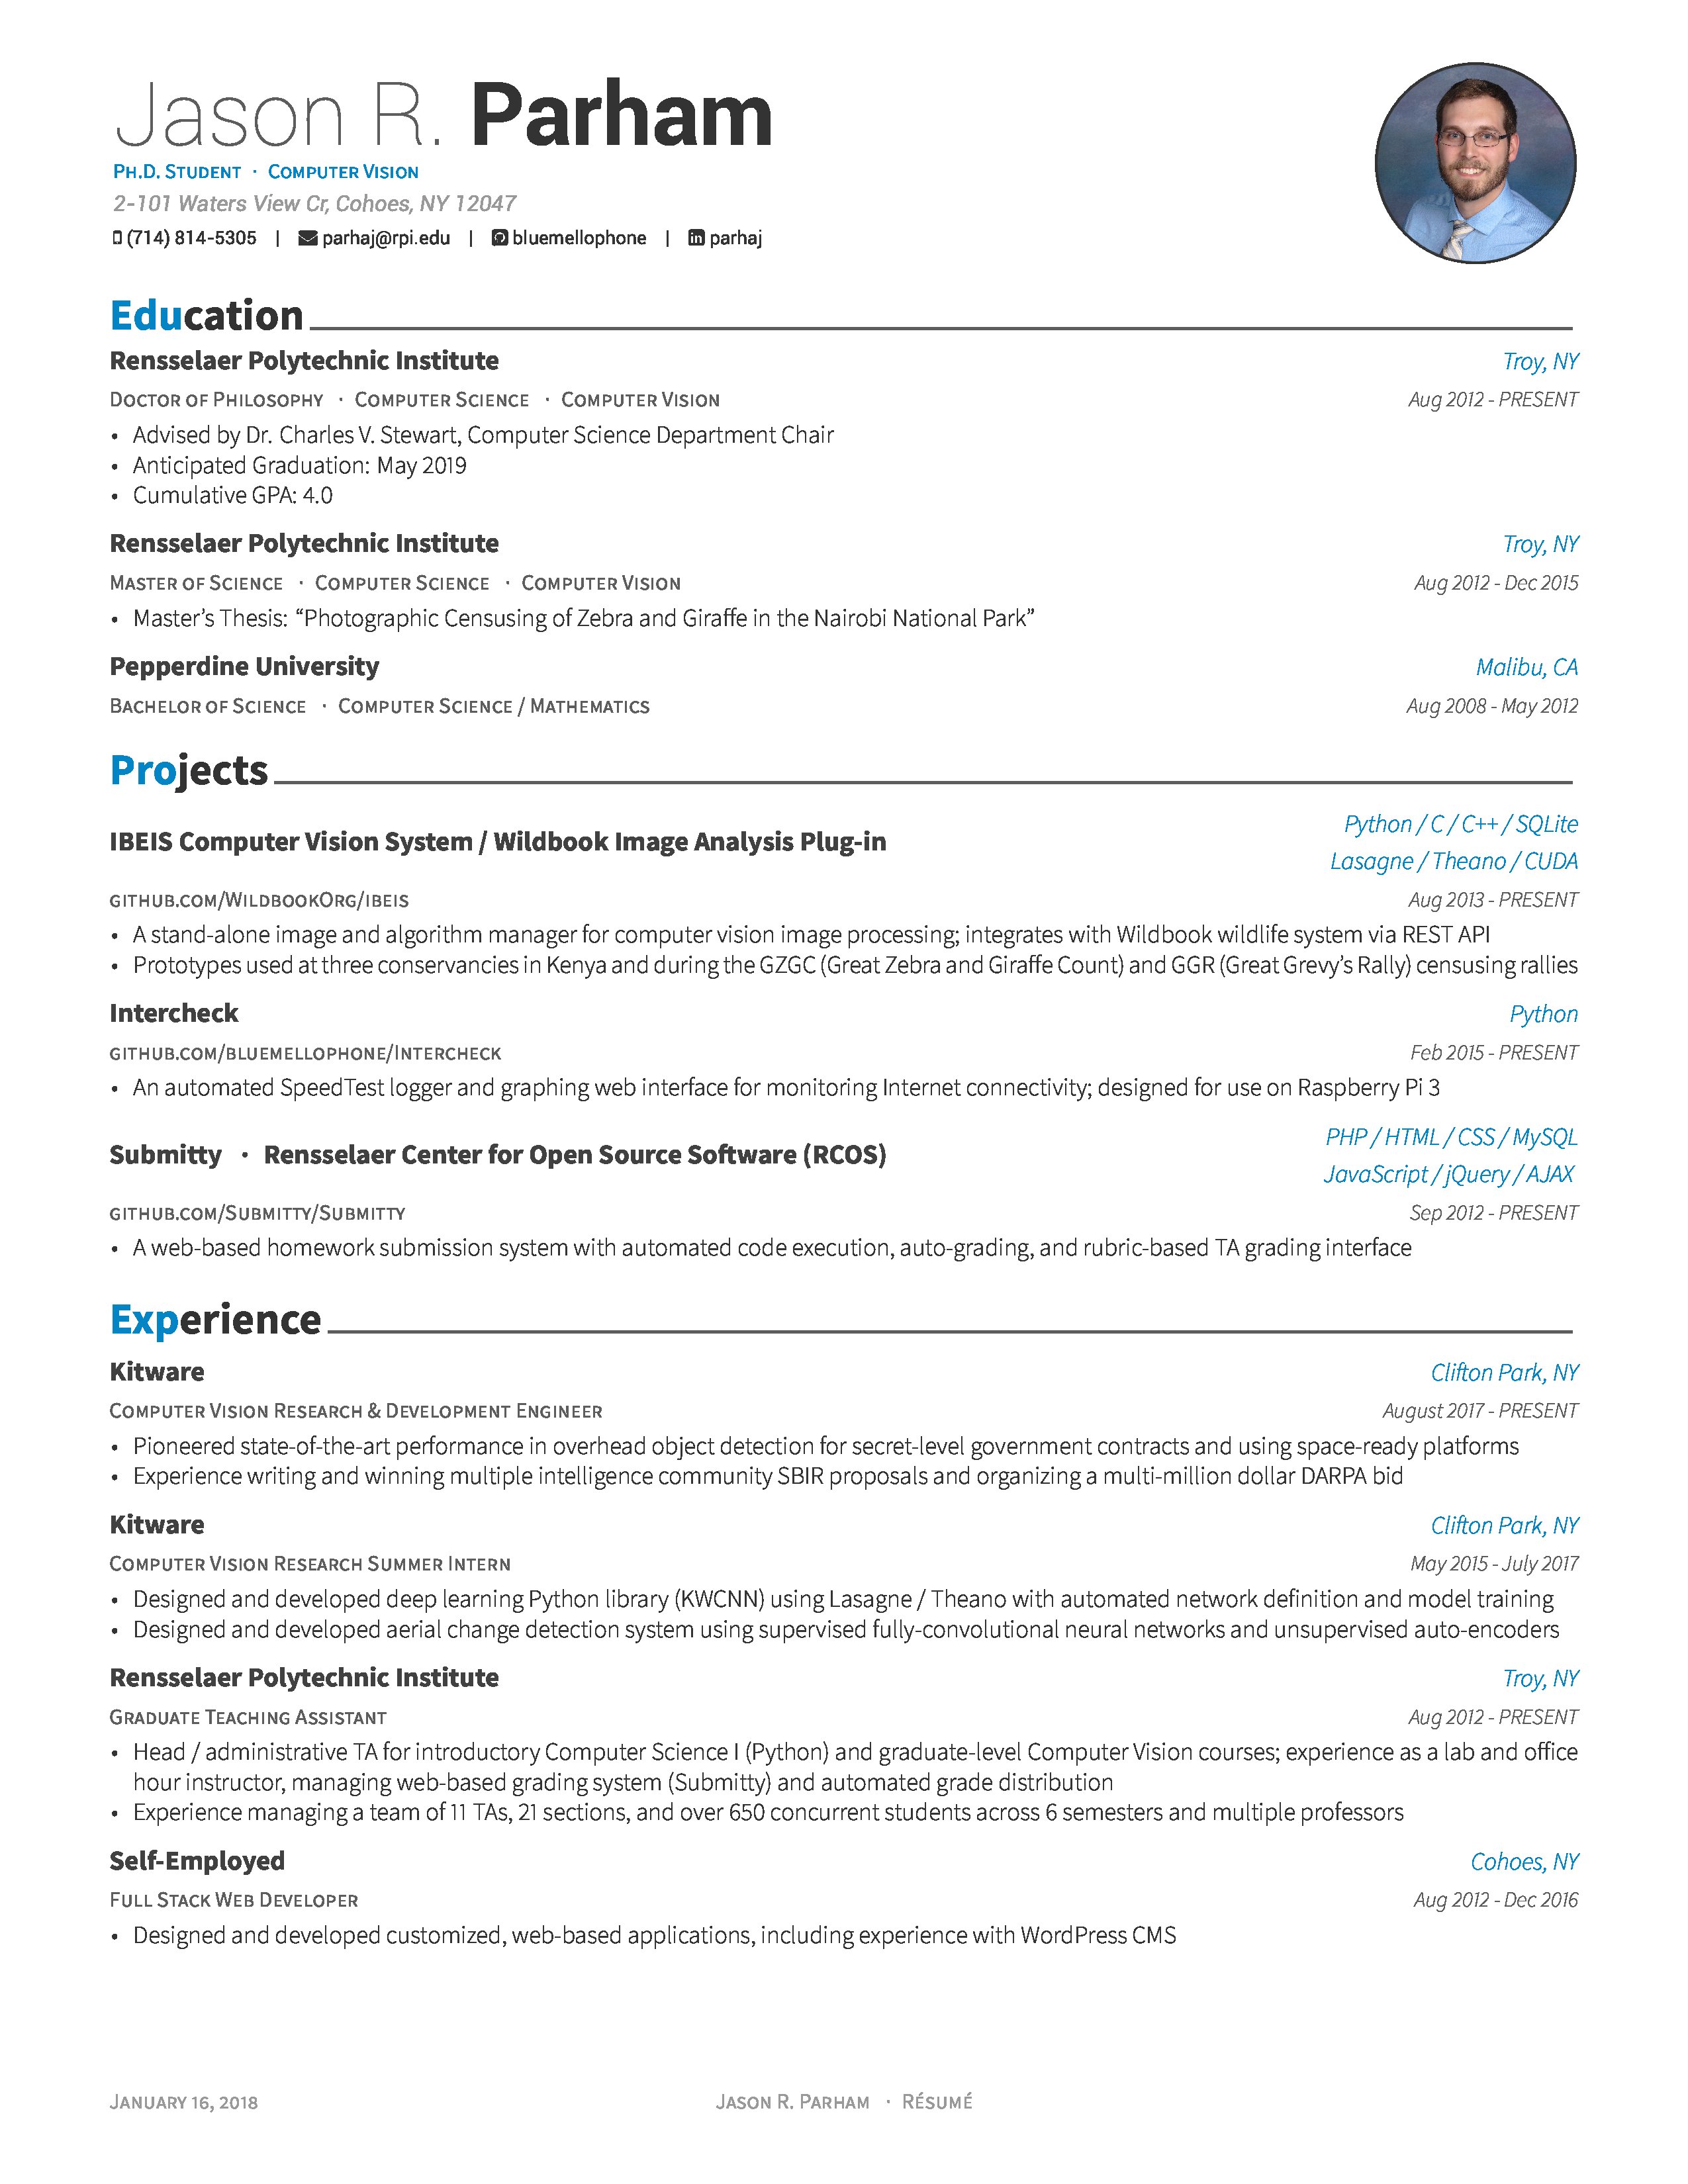 Jason R. Parham
Ph.D. Student · Computer Vision
2-101 Waters View Cr, Cohoes, NY 12047
(714) 814-5305 | parhaj@rpi.edu | bluemellophone | parhaj
Education
Rensselaer Polytechnic Institute Troy, NY
Doctor of Philosophy · Computer Science · Computer Vision Aug 2012 - PRESENT
• Advised by Dr. Charles V. Stewart, Computer Science Department Chair
• Anticipated Graduation: May 2019
• Cumulative GPA: 4.0
Rensselaer Polytechnic Institute Troy, NY
Master of Science · Computer Science · Computer Vision Aug 2012 - Dec 2015
• Master’s Thesis: “Photographic Censusing of Zebra and Giraffe in the Nairobi National Park”
Pepperdine University Malibu, CA
Bachelor of Science · Computer Science / Mathematics Aug 2008 - May 2012
Projects
IBEIS Computer Vision System / Wildbook Image Analysis Plug-in Python / C / C++ / SQLite
Lasagne / Theano / CUDA
github.com/WildbookOrg/ibeis Aug 2013 - PRESENT
• A stand-alone image and algorithm manager for computer vision image processing; integrates with Wildbook wildlife system via REST API
• Prototypes used at three conservancies in Kenya and during the GZGC (Great Zebra and Giraffe Count) and GGR (Great Grevy’s Rally) censusing rallies
Intercheck Python
github.com/bluemellophone/Intercheck Feb 2015 - PRESENT
• An automated SpeedTest logger and graphing web interface for monitoring Internet connectivity; designed for use on Raspberry Pi 3
Submitty · Rensselaer Center for Open Source Software (RCOS) PHP / HTML / CSS / MySQL
JavaScript / jQuery / AJAX
github.com/Submitty/Submitty Sep 2012 - PRESENT
• A web-based homework submission system with automated code execution, auto-grading, and rubric-based TA grading interface
Experience
Kitware Clifton Park, NY
Computer Vision Research & Development Engineer August 2017 - PRESENT
• Pioneered state-of-the-art performance in overhead object detection for secret-level government contracts and using space-ready platforms
• Experience writing and winning multiple intelligence community SBIR proposals and organizing a multi-million dollar DARPA bid
Kitware Clifton Park, NY
Computer Vision Research Summer Intern May 2015 - July 2017
• Designed and developed deep learning Python library (KWCNN) using Lasagne / Theano with automated network definition and model training
• Designed and developed aerial change detection system using supervised fully-convolutional neural networks and unsupervised auto-encoders
Rensselaer Polytechnic Institute Troy, NY
Graduate Teaching Assistant Aug 2012 - PRESENT
• Head / administrative TA for introductory Computer Science I (Python) and graduate-level Computer Vision courses; experience as a lab and office
hour instructor, managing web-based grading system (Submitty) and automated grade distribution
• Experience managing a team of 11 TAs, 21 sections, and over 650 concurrent students across 6 semesters and multiple professors
Self-Employed Cohoes, NY
Full Stack Web Developer Aug 2012 - Dec 2016
• Designed and developed customized, web-based applications, including experience with WordPress CMS
January 16, 2018 Jason R. Parham · Résumé